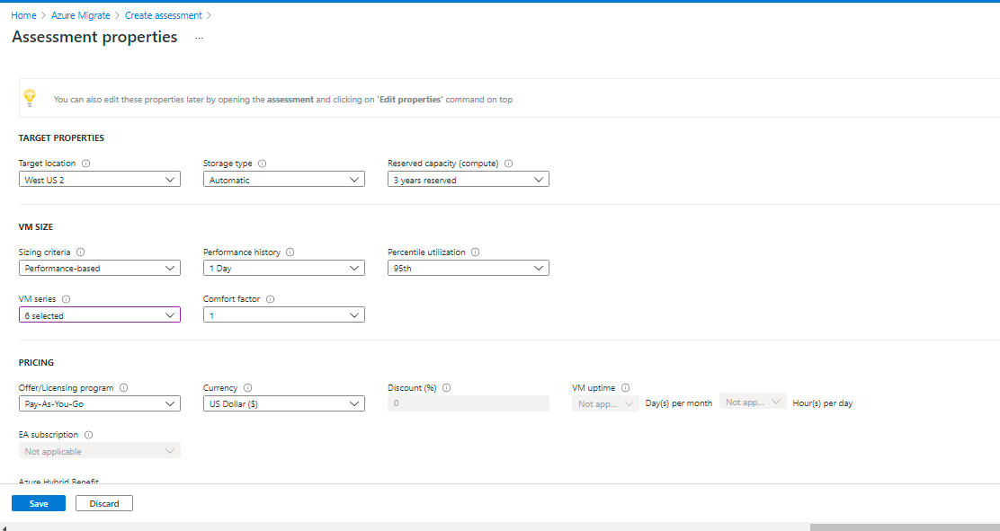 Home > Azure Migrate > Create assessment >
Assessment properties ...
You can also edit these properties later by opening the assessment and clicking on 'Edit properties' command on top
TARGET PROPERTIES
Target location Storage type Reserved capacity (compute)
West US 2 Automatic 3 years reserved
VM SIZE
Sizing criteria Performance history Percentile utilization
Performance-based 1 Day 95th
VM series Comfort factor
6 selected 1
PRICING
Offer/Licensing program Currency Discount (%) VM uptime
Pay-As-You-Go US Dollar ($) 0 Not app... Day(s) per month Not app... Hour(s) per day
EA subscription
Not applicable
Azure Hybrid Benefit
Save Discard